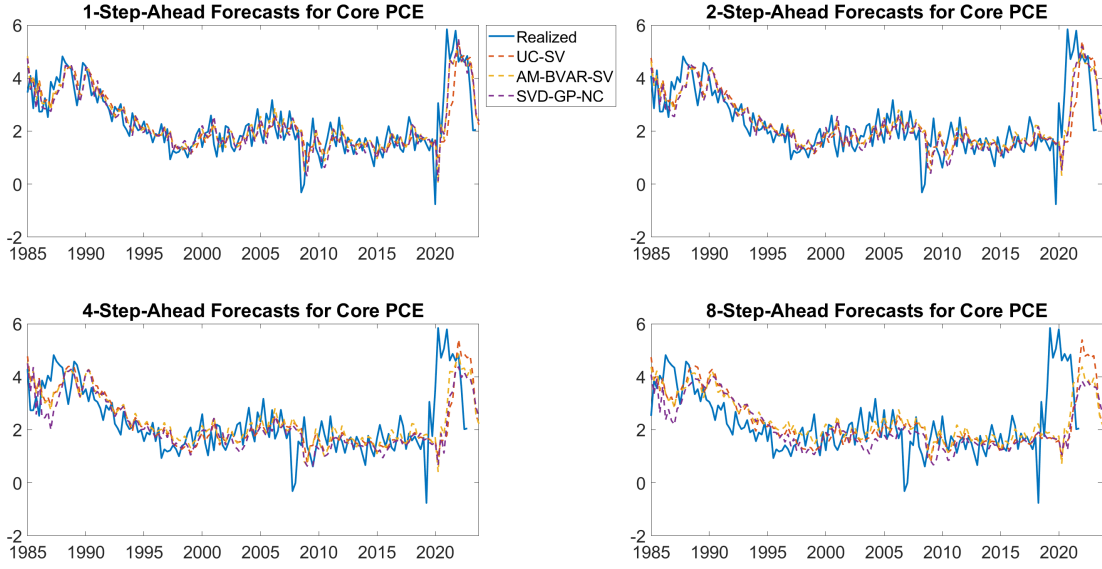 1-Step-Ahead Forecasts for Core PCE
6
4
2
0
-2
1985 1990 1995 2000 2005 2010 2015 2020
Realized
UC-SV
AM-BVAR-SV
SVD-GP-NC
2-Step-Ahead Forecasts for Core PCE
6
4
2
0
-2
1985 1990 1995 2000 2005 2010 2015 2020
4-Step-Ahead Forecasts for Core PCE
6
4
2
0
-2
1985 1990 1995 2000 2005 2010 2015 2020
8-Step-Ahead Forecasts for Core PCE
6
4
2
0
-2
1985 1990 1995 2000 2005 2010 2015 2020